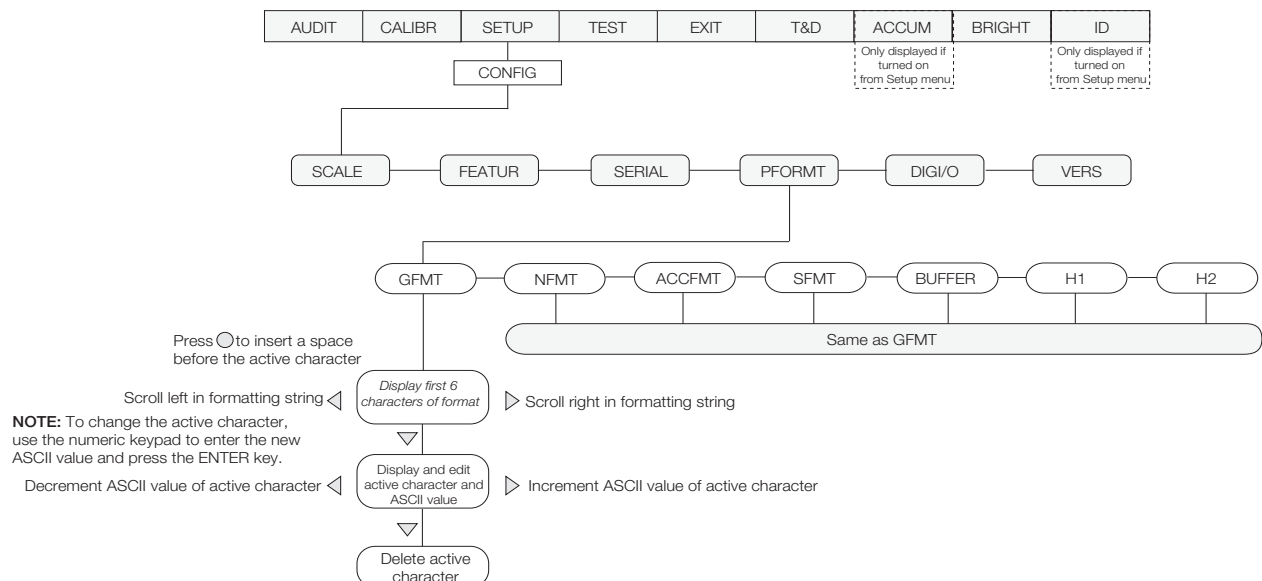 AUDIT CALIBR SETUP TEST EXIT T&D ACCUM BRIGHT ID
Only displayed if
turned on
from Setup menu
Only displayed if
turned on
from Setup menu
CONFIG
SCALE FEATUR SERIAL PFORMT DIGI/O VERS
GFMT NFMT ACCFMT SFMT BUFFER H1 H2
Same as GFMT
Press to insert a space
before the active character
Display first 6
characters of format
Scroll left in formatting string
Scroll right in formatting string
NOTE: To change the active character,
use the numeric keypad to enter the new
ASCII value and press the ENTER key.
Display and edit
active character and
ASCII value
Decrement ASCII value of active character
Increment ASCII value of active character
Delete active
character